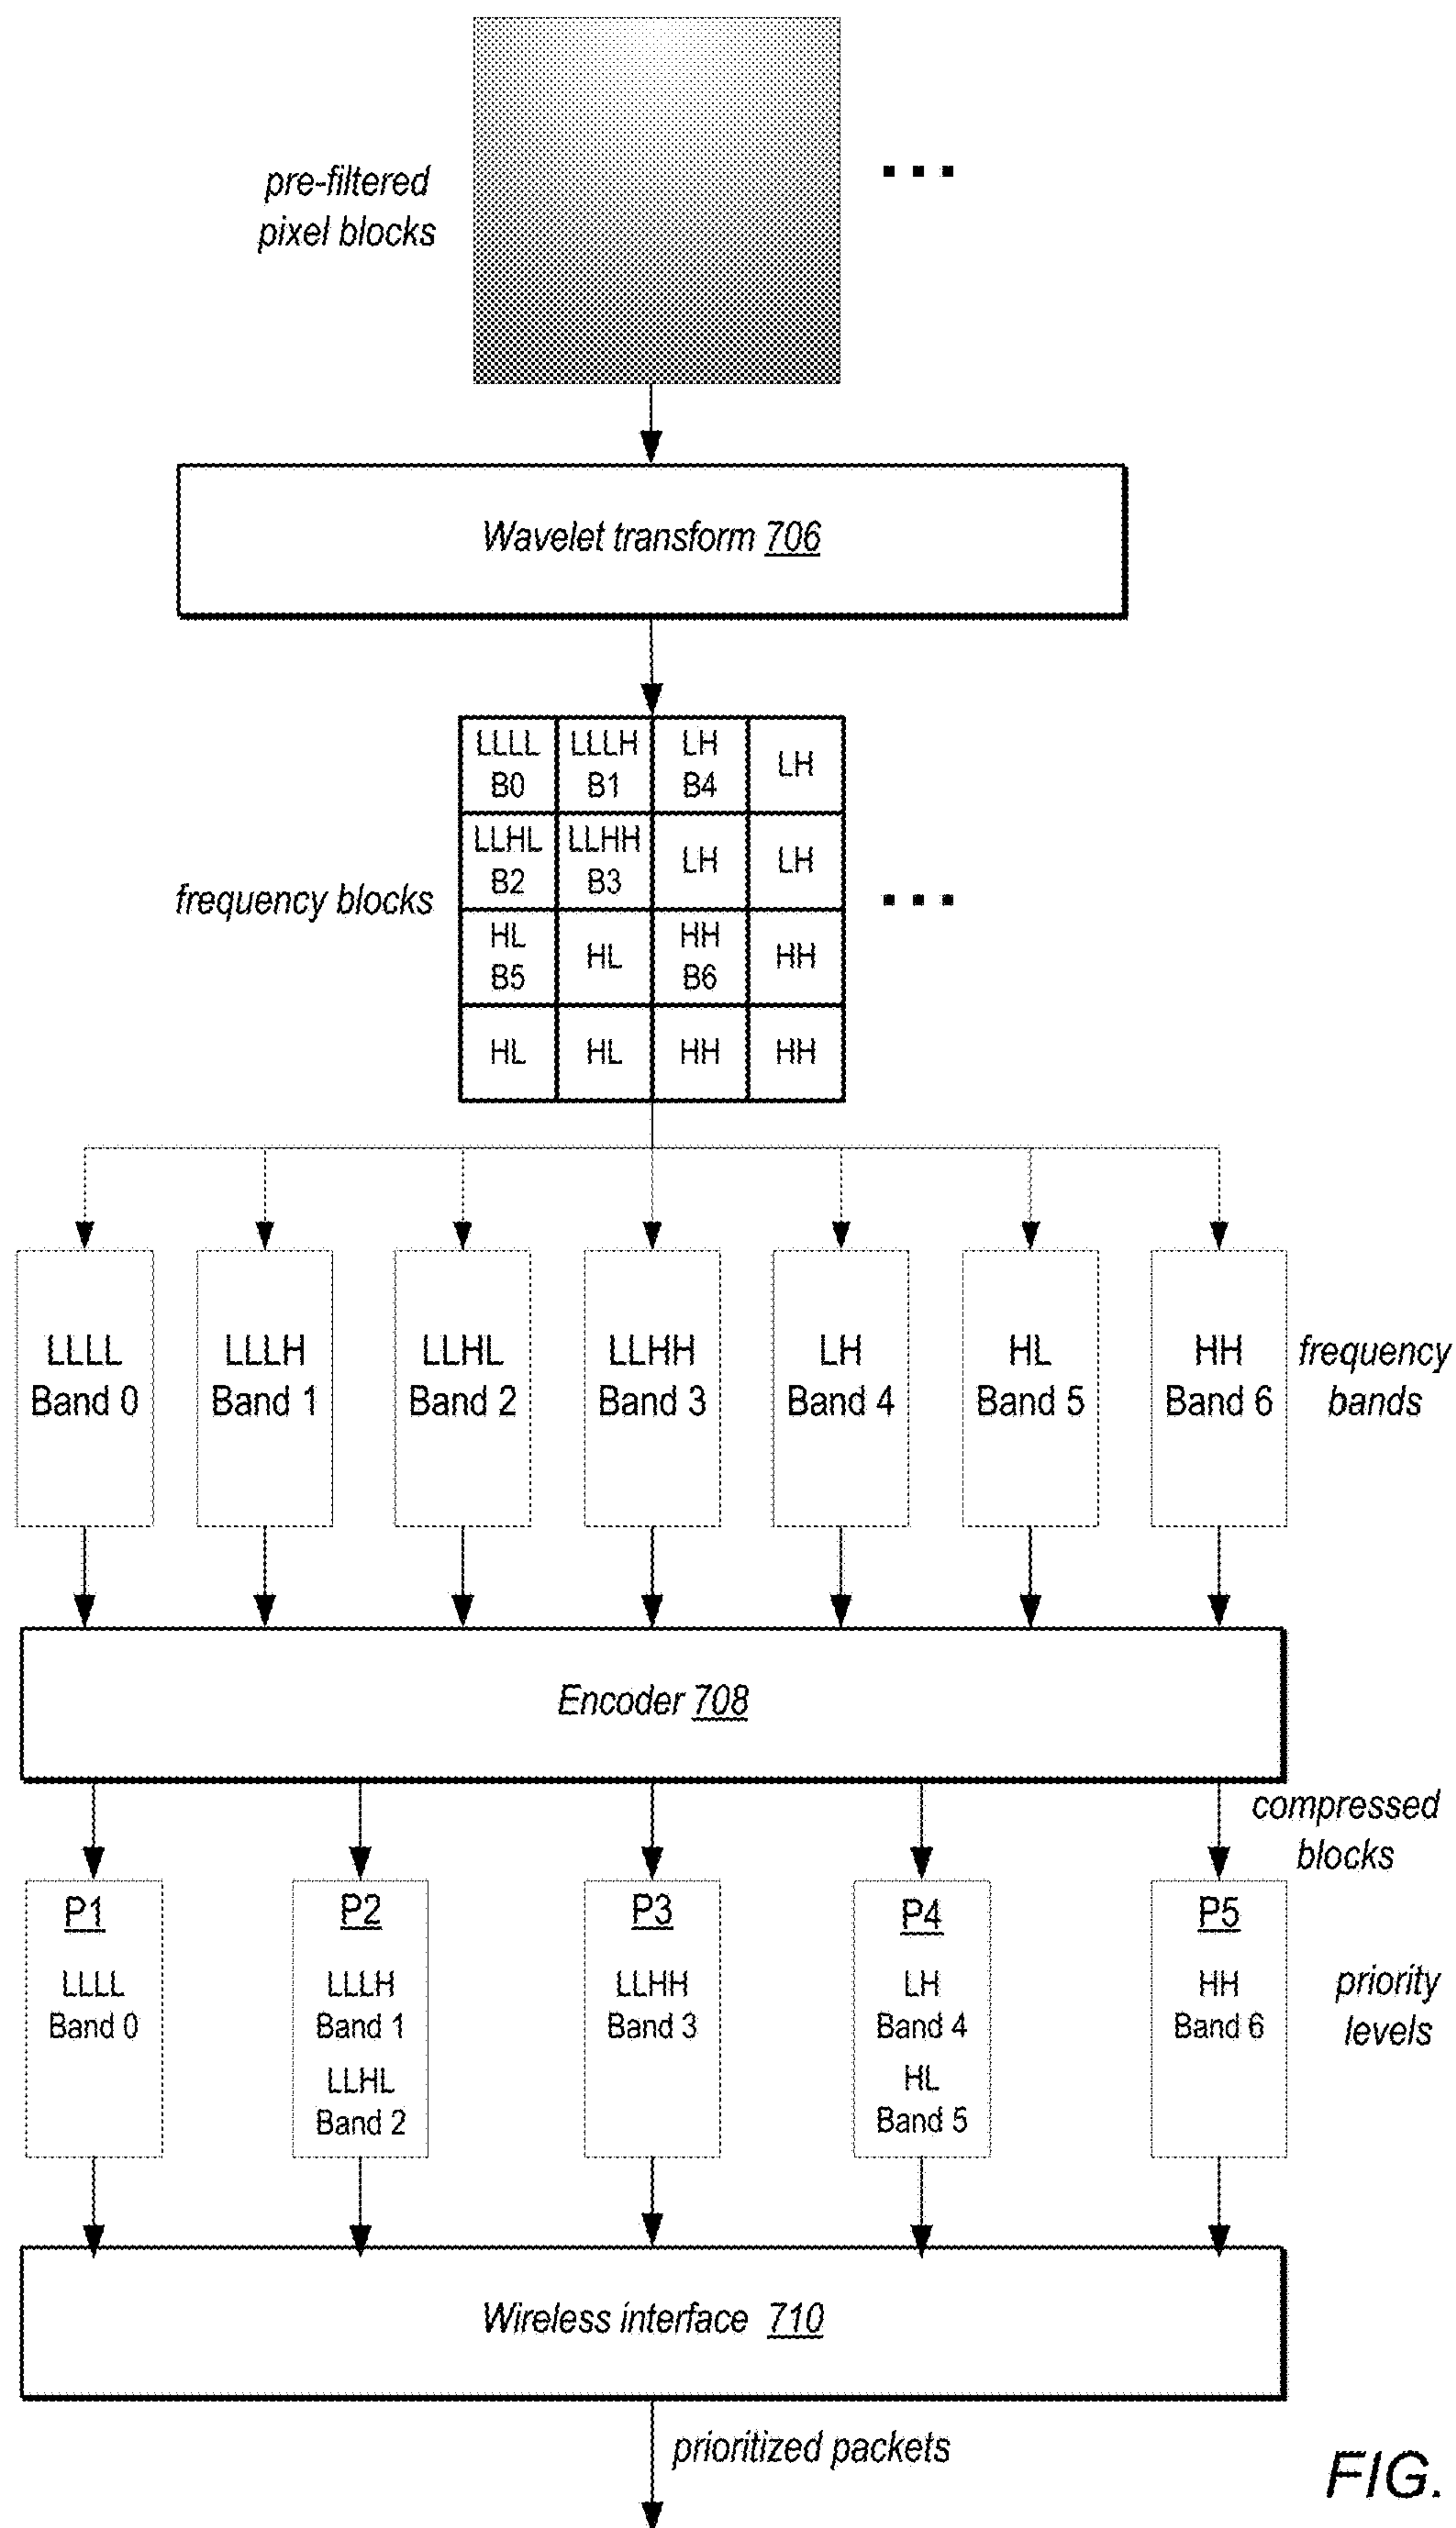 pre-filtered
pixel blocks
Wavelet transform 706
LLLL
B0
LLLH
B1
LH
B4
LH
LLHL
B2
LLHH
B3
LH
LH
frequency blocks
HL
B5
HL
HH
B6
HH
HL
HL
HH
HH
LLLL
Band 0
LLLH
Band 1
LLHL
Band 2
LLHH
Band 3
LH
Band 4
HL
Band 5
HH
Band 6
frequency
bands
Encoder 708
compressed
blocks
P1
LLLL
Band 0
P2
LLLH
Band 1
LLHL
Band 2
P3
LLHH
Band 3
P4
LH
Band 4
HL
Band 5
P5
HH
Band 6
priority
levels
Wireless interface 710
prioritized packets
FIG.